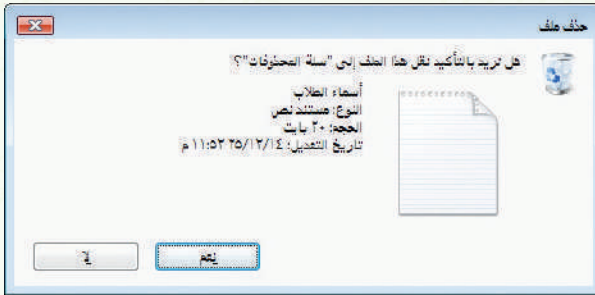 حذف ملف
هل تريد بالتأكيد نقل هذا الملف إلى "سلة المحذوفات"؟
أسماء الطلاب
النوع: مستند نص
الحجم: ٢٠ بايت
تاريخ التعديل: ٢٥/١٢/١٤ ١١:٥٢ م
نعم
لا